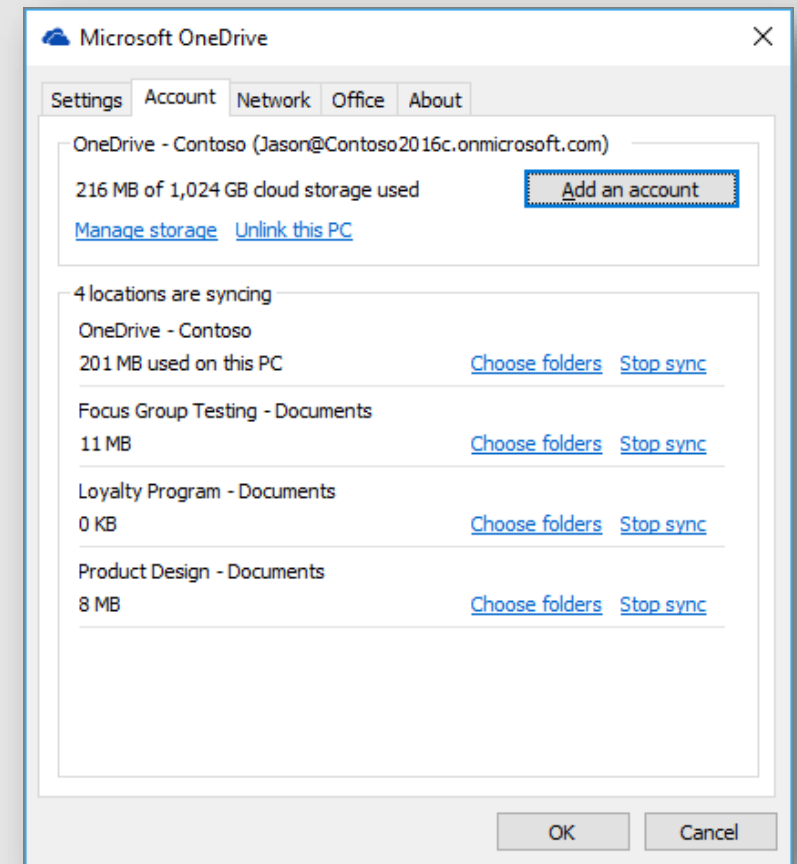 Microsoft OneDrive
Settings Account Network Office About
OneDrive - Contoso (Jason@Contoso2016c.onmicrosoft.com)
216 MB of 1,024 GB cloud storage used Add an account
Manage storage Unlink this PC
4 locations are syncing
OneDrive - Contoso
201 MB used on this PC Choose folders Stop sync
Focus Group Testing - Documents
11 MB Choose folders Stop sync
Loyalty Program - Documents
0 KB Choose folders Stop sync
Product Design - Documents
8 MB Choose folders Stop sync
OK Cancel